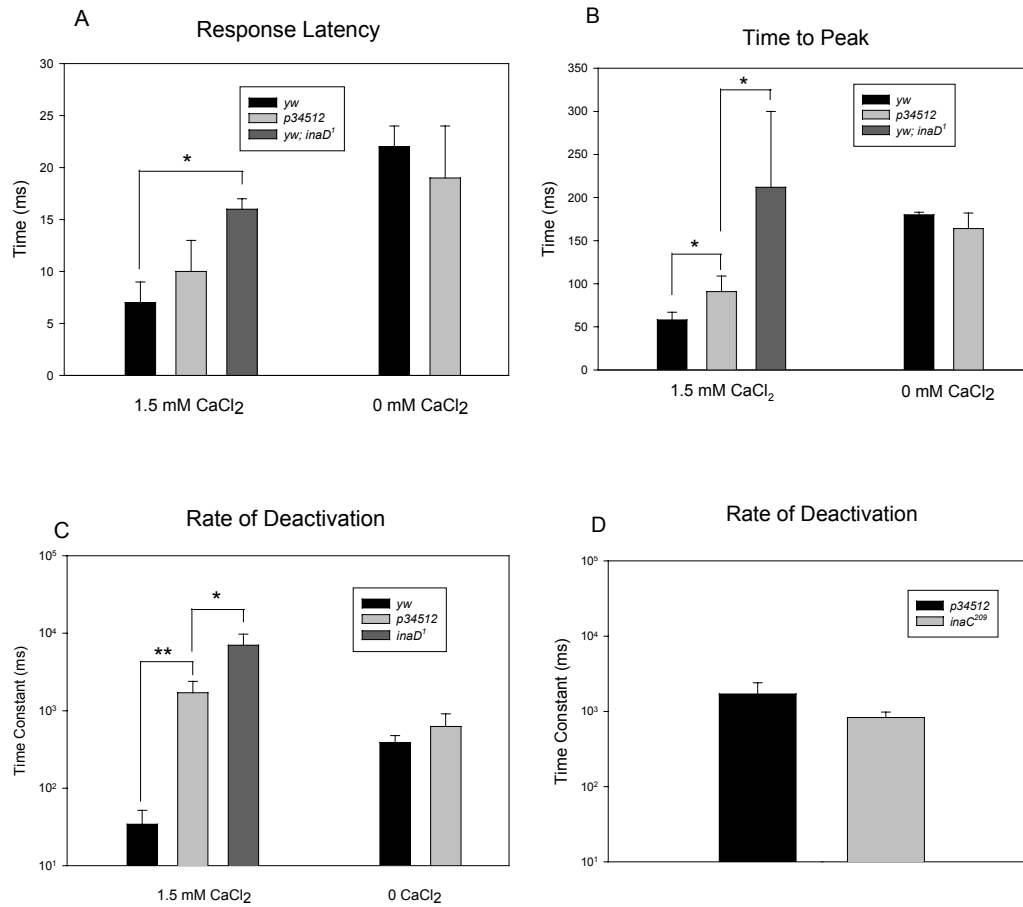 A
Response Latency
Time (ms)
30
25
20
15
10
5
0
yw
p34512
yw; inaD¹
*
1.5 mM CaCl₂
0 mM CaCl₂
B
Time to Peak
Time (ms)
350
300
250
200
150
100
50
0
yw
p34512
yw; inaD¹
*
*
1.5 mM CaCl₂
0 mM CaCl₂
C
Rate of Deactivation
Time Constant (ms)
10⁵
10⁴
10³
10²
10¹
yw
p34512
inaD¹
**
*
1.5 mM CaCl₂
0 CaCl₂
D
Rate of Deactivation
Time Constant (ms)
10⁵
10⁴
10³
10²
10¹
p34512
inaC²⁰⁹